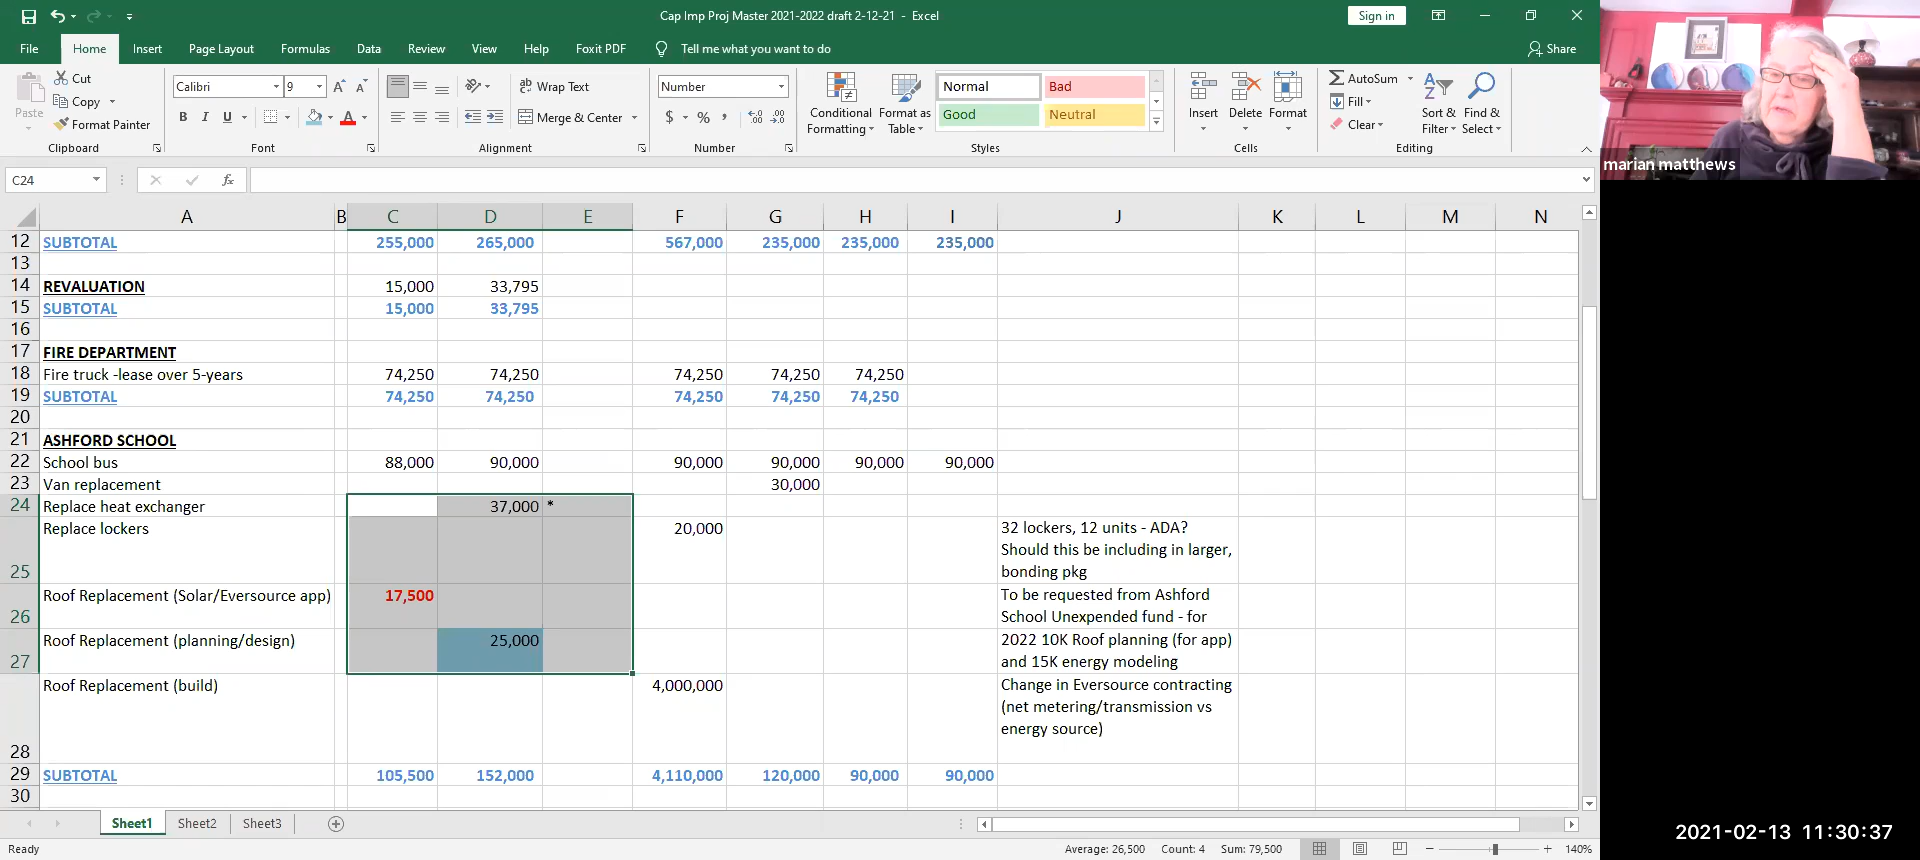 Cap Imp Proj Master 2021-2022 draft 2-12-21 - Excel
Sign in
File Home Insert Page Layout Formulas Data Review View Help Foxit PDF Tell me what you want to do Share
Paste
Cut
Copy
Format Painter
Clipboard
Calibri 9 A A
B I U A
Font
Wrap Text
Merge & Center
Alignment
Number
$ % , .00 .0
Number
Conditional Formatting
Format as Table
Normal Bad
Good Neutral
Styles
Insert Delete Format
Cells
AutoSum
Fill
Clear
Sort & Filter
Find & Select
Editing
marian matthews
C24 fx
A B C D E F G H I J K L M N
12 SUBTOTAL 255,000 265,000 567,000 235,000 235,000 235,000
13
14 REVALUATION 15,000 33,795
15 SUBTOTAL 15,000 33,795
16
17 FIRE DEPARTMENT
18 Fire truck -lease over 5-years 74,250 74,250 74,250 74,250 74,250
19 SUBTOTAL 74,250 74,250 74,250 74,250 74,250
20
21 ASHFORD SCHOOL
22 School bus 88,000 90,000 90,000 90,000 90,000 90,000
23 Van replacement 30,000
24 Replace heat exchanger 37,000 *
25 Replace lockers 20,000 32 lockers, 12 units - ADA?
Should this be including in larger,
bonding pkg
26 Roof Replacement (Solar/Eversource app) 17,500 To be requested from Ashford
School Unexpended fund - for
27 Roof Replacement (planning/design) 25,000 2022 10K Roof planning (for app)
and 15K energy modeling
28 Roof Replacement (build) 4,000,000 Change in Eversource contracting
(net metering/transmission vs
energy source)
29 SUBTOTAL 105,500 152,000 4,110,000 120,000 90,000 90,000
30
Sheet1 Sheet2 Sheet3
Ready Average: 26,500 Count: 4 Sum: 79,500 140%
2021-02-13 11:30:37